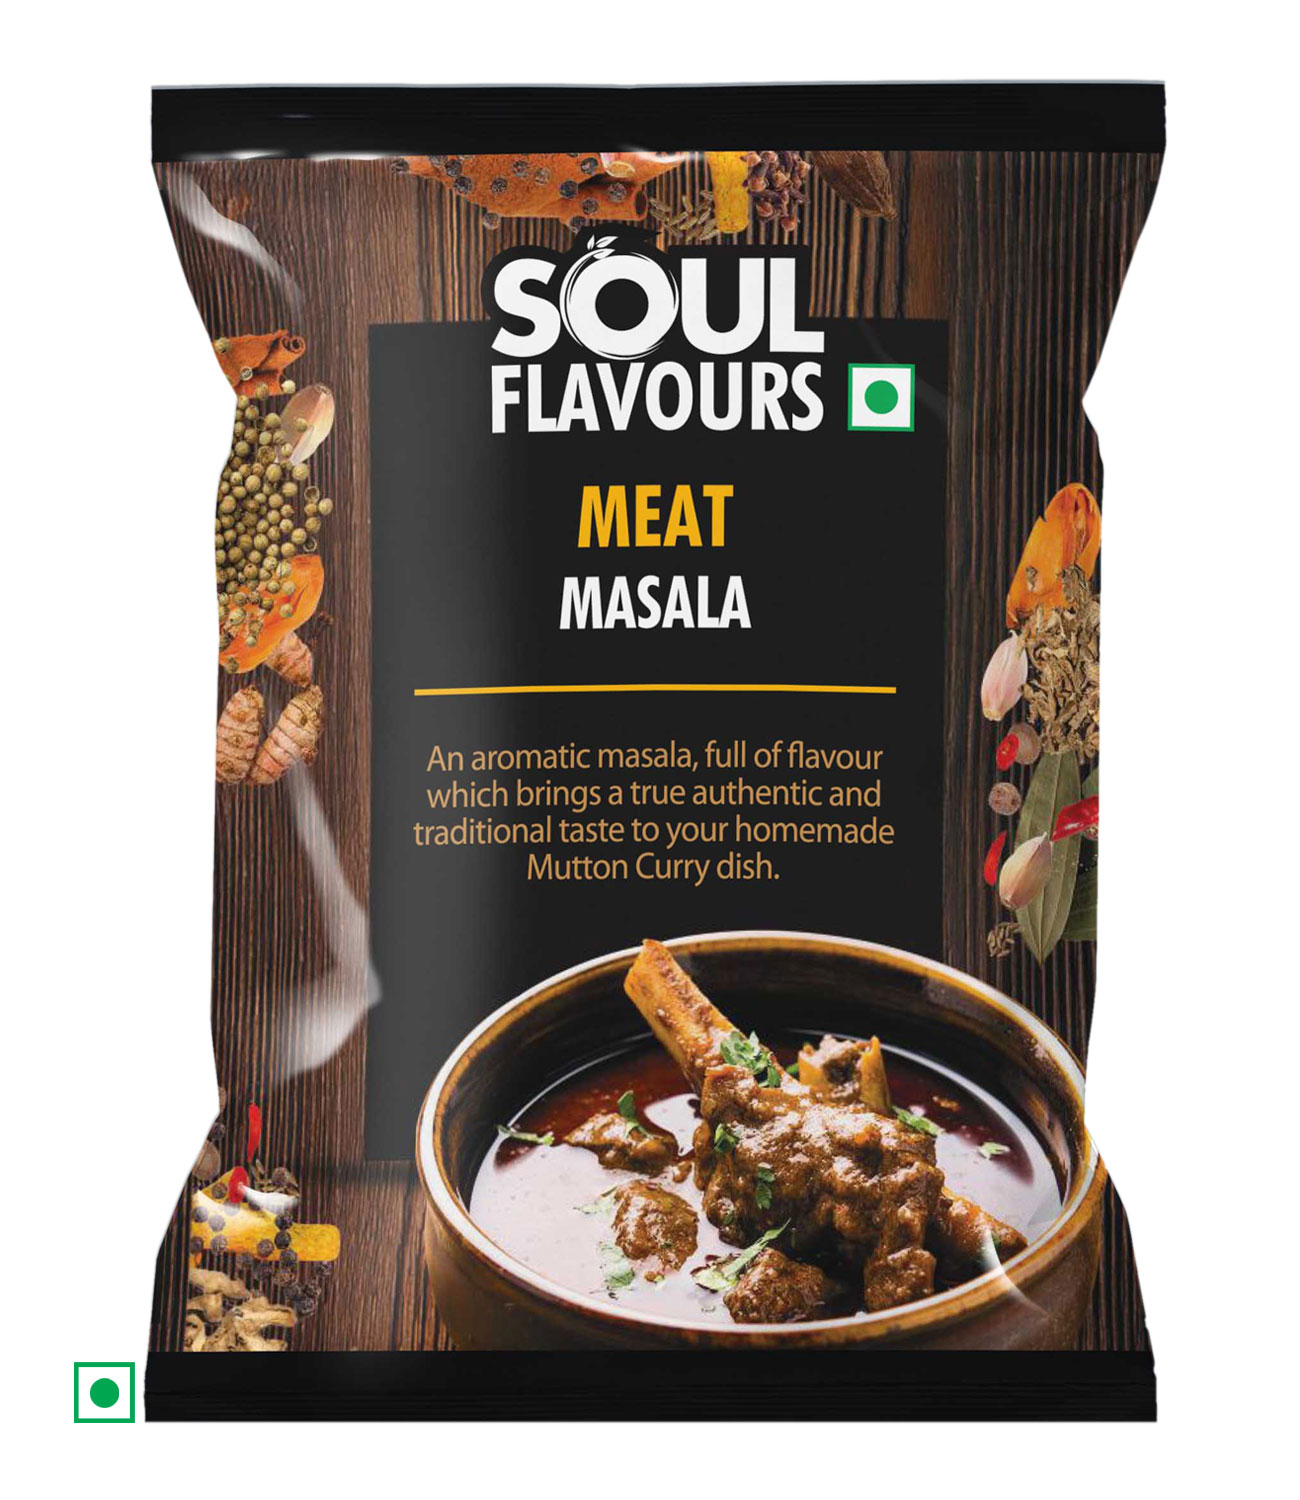 SOUL
FLAVOURS
MEAT
MASALA
An aromatic masala, full of flavour
which brings a true authentic and
traditional taste to your homemade
Mutton Curry dish.